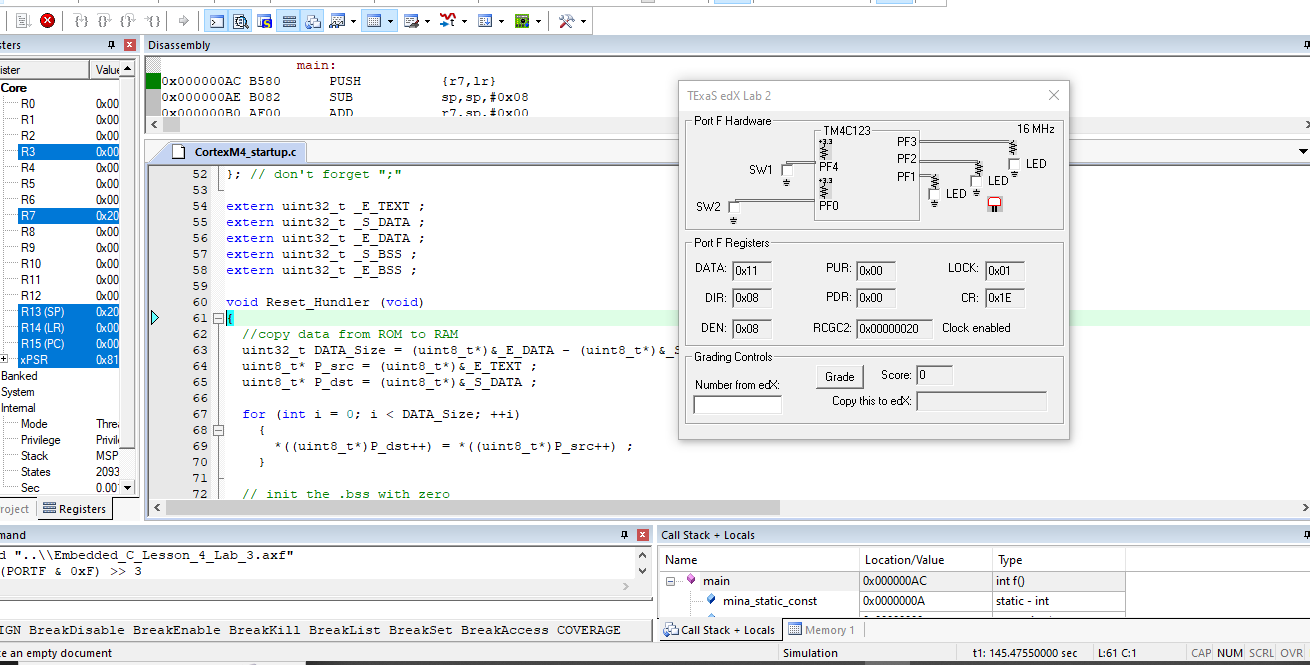 sters
Disassembly
ister Value
Core
R0 0x00
R1 0x00
R2 0x00
R3 0x00
R4 0x00
R5 0x00
R6 0x00
R7 0x20
R8 0x00
R9 0x00
R10 0x00
R11 0x00
R12 0x00
R13 (SP) 0x20
R14 (LR) 0x00
R15 (PC) 0x00
xPSR 0x81
Banked
System
Internal
Mode Threa
Privilege Privil
Stack MSP
States 2093
Sec 0.00
roject Registers
main:
0x000000AC B580 PUSH {r7,lr}
0x000000AE B082 SUB sp,sp,#0x08
0x000000B0 AF00 ADD r7,sp,#0x00
CortexM4_startup.c
52 }; // don't forget ";"
53
54 extern uint32_t _E_TEXT ;
55 extern uint32_t _S_DATA ;
56 extern uint32_t _E_DATA ;
57 extern uint32_t _S_BSS ;
58 extern uint32_t _E_BSS ;
59
60 void Reset_Hundler (void)
61 {
62 //copy data from ROM to RAM
63 uint32_t DATA_Size = (uint8_t*)&_E_DATA - (uint8_t*)&_S
64 uint8_t* P_src = (uint8_t*)&_E_TEXT ;
65 uint8_t* P_dst = (uint8_t*)&_S_DATA ;
66
67 for (int i = 0; i < DATA_Size; ++i)
68 {
69 *((uint8_t*)P_dst++) = *((uint8_t*)P_src++) ;
70 }
71
72 // init the .bss with zero
TExaS edX Lab 2
Port F Hardware
TM4C123
16 MHz
+3.3
PF3
PF4
PF2
LED
SW1
PF1
LED
+3.3
LED
SW2
PF0
Port F Registers
DATA: 0x11 PUR: 0x00 LOCK: 0x01
DIR: 0x08 PDR: 0x00 CR: 0x1E
DEN: 0x08 RCGC2: 0x00000020 Clock enabled
Grading Controls
Number from edX:
Grade Score: 0
Copy this to edX:
mand
d "..\\Embedded_C_Lesson_4_Lab_3.axf"
(PORTF & 0xF) >> 3
IGN BreakDisable BreakEnable BreakKill BreakList BreakSet BreakAccess COVERAGE
Call Stack + Locals
Name Location/Value Type
main 0x000000AC int f()
mina_static_const 0x0000000A static - int
Call Stack + Locals Memory 1
te an empty document
Simulation t1: 145.47550000 sec L:61 C:1 CAP NUM SCRL OVR